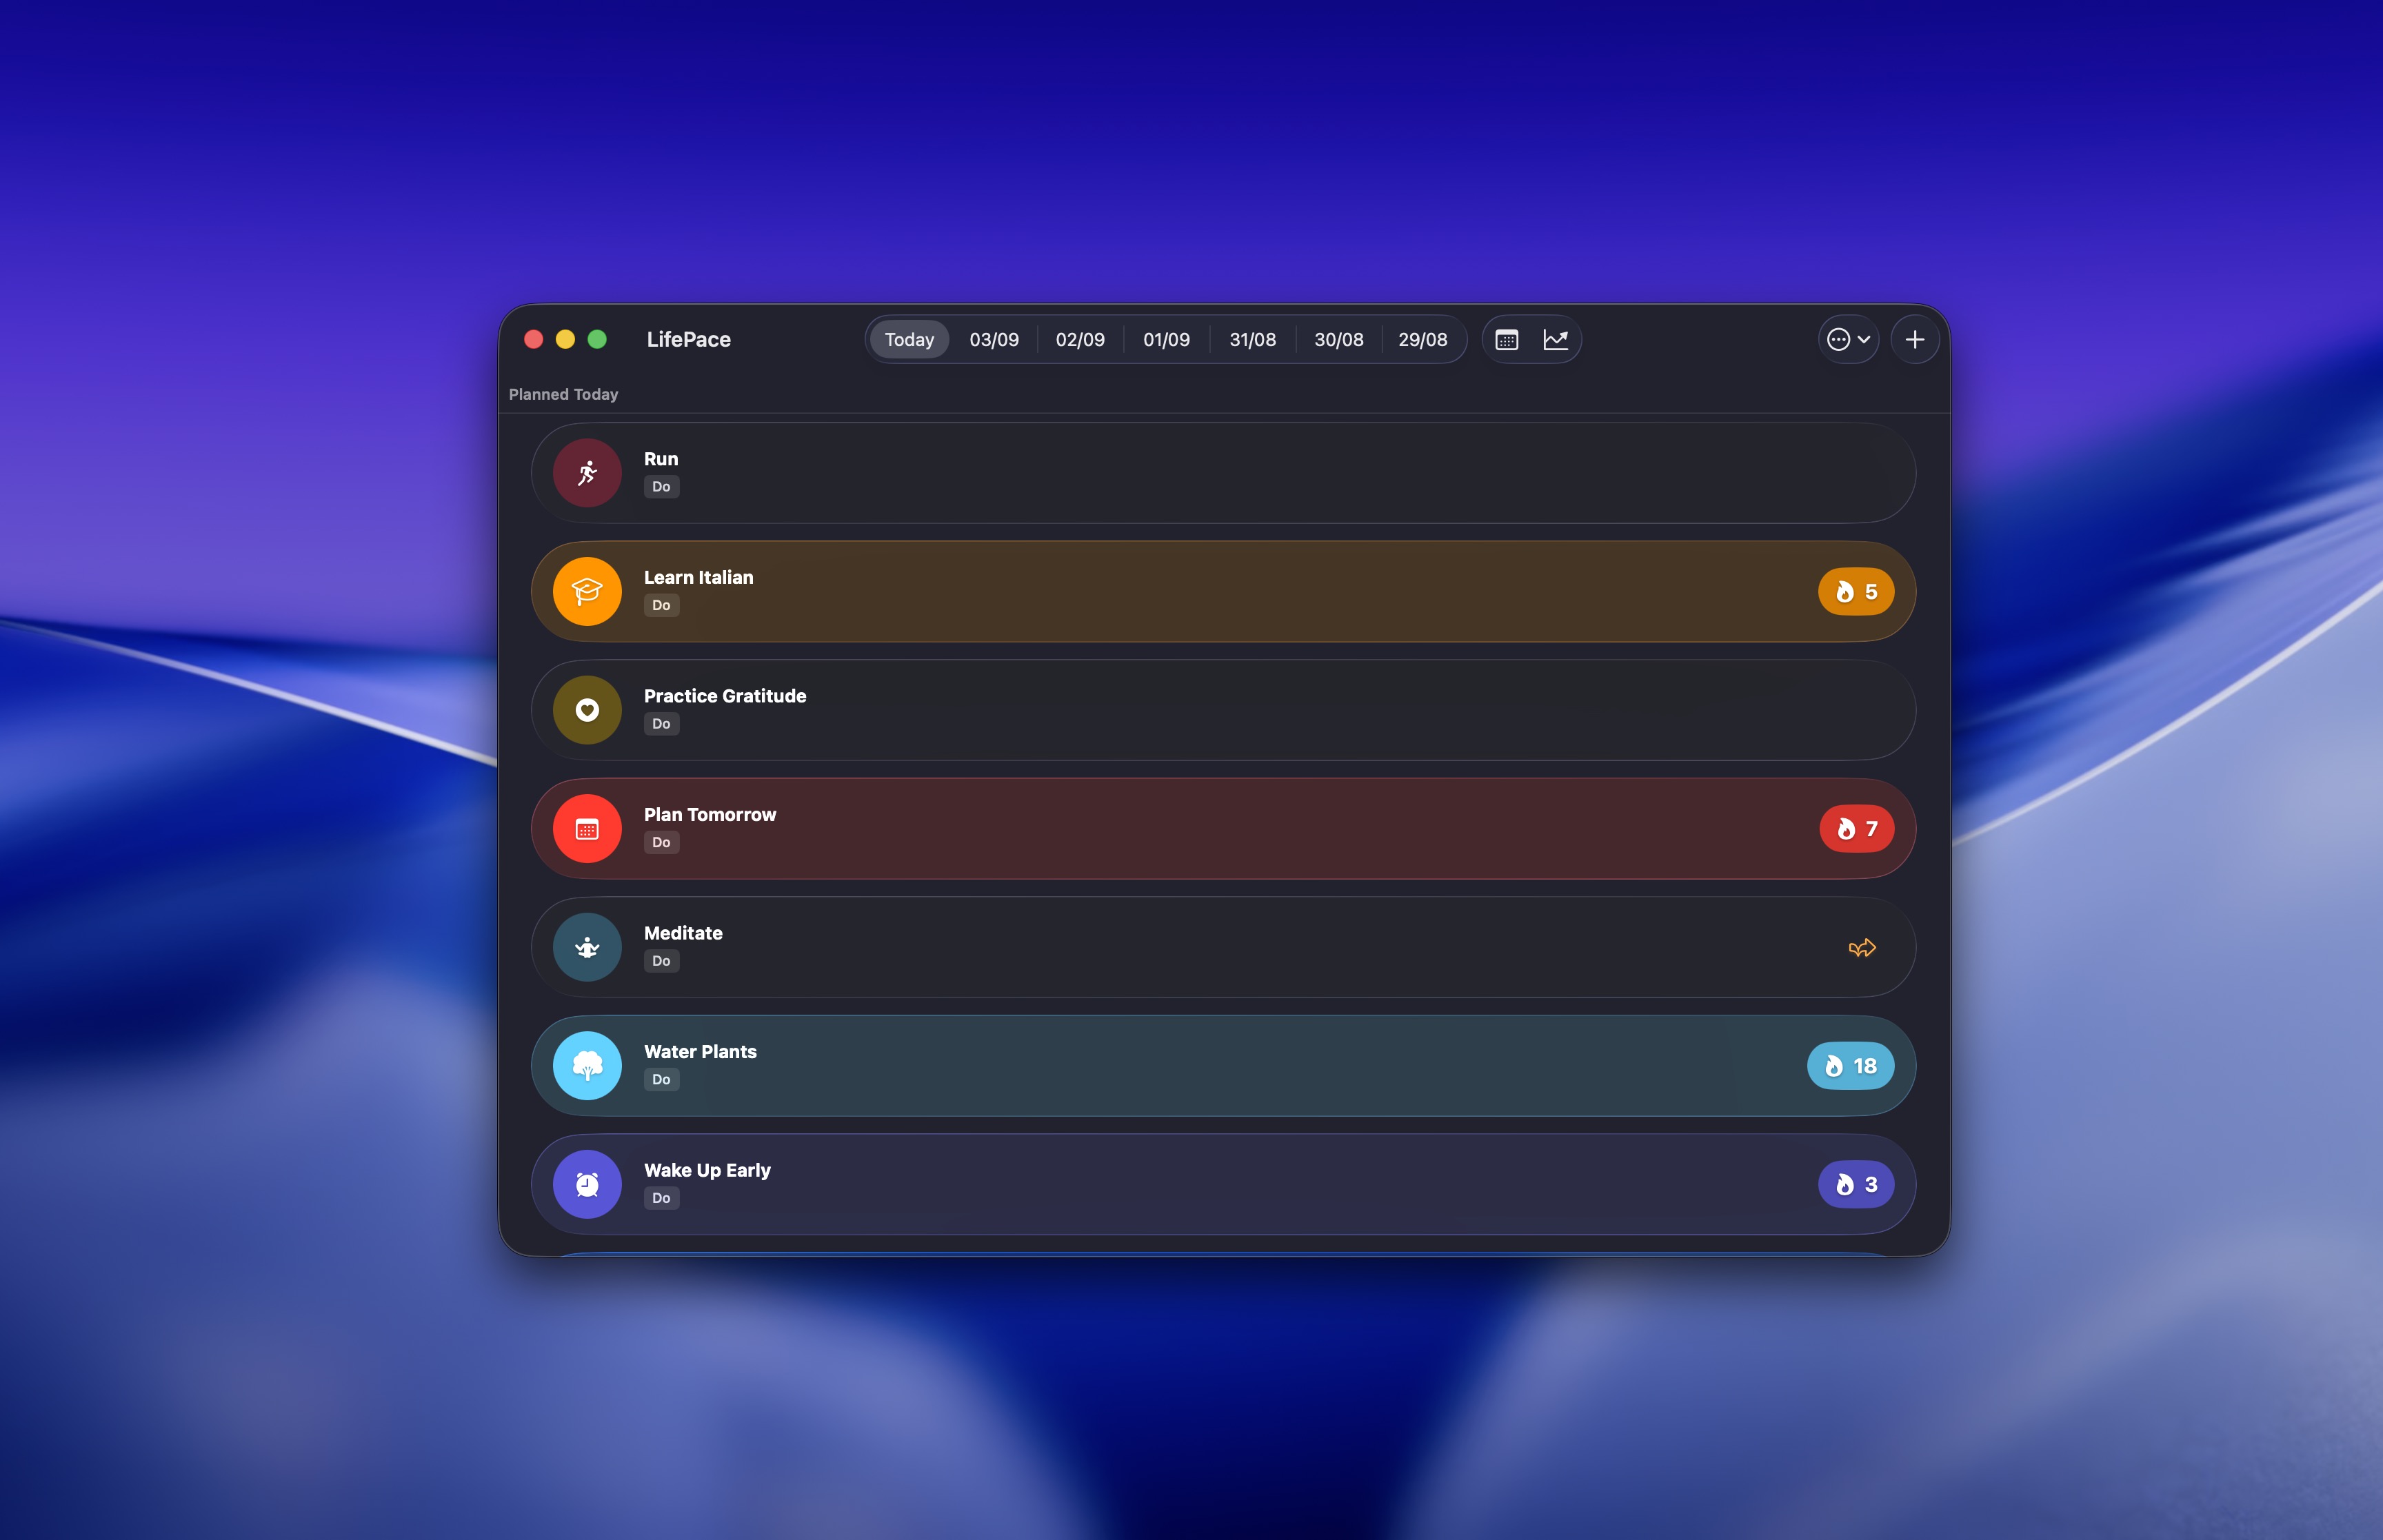 LifePace
Today 03/09 02/09 01/09 31/08 30/08 29/08
Planned Today
Run
Do
Learn Italian
Do
5
Practice Gratitude
Do
Plan Tomorrow
Do
7
Meditate
Do
Water Plants
Do
18
Wake Up Early
Do
3